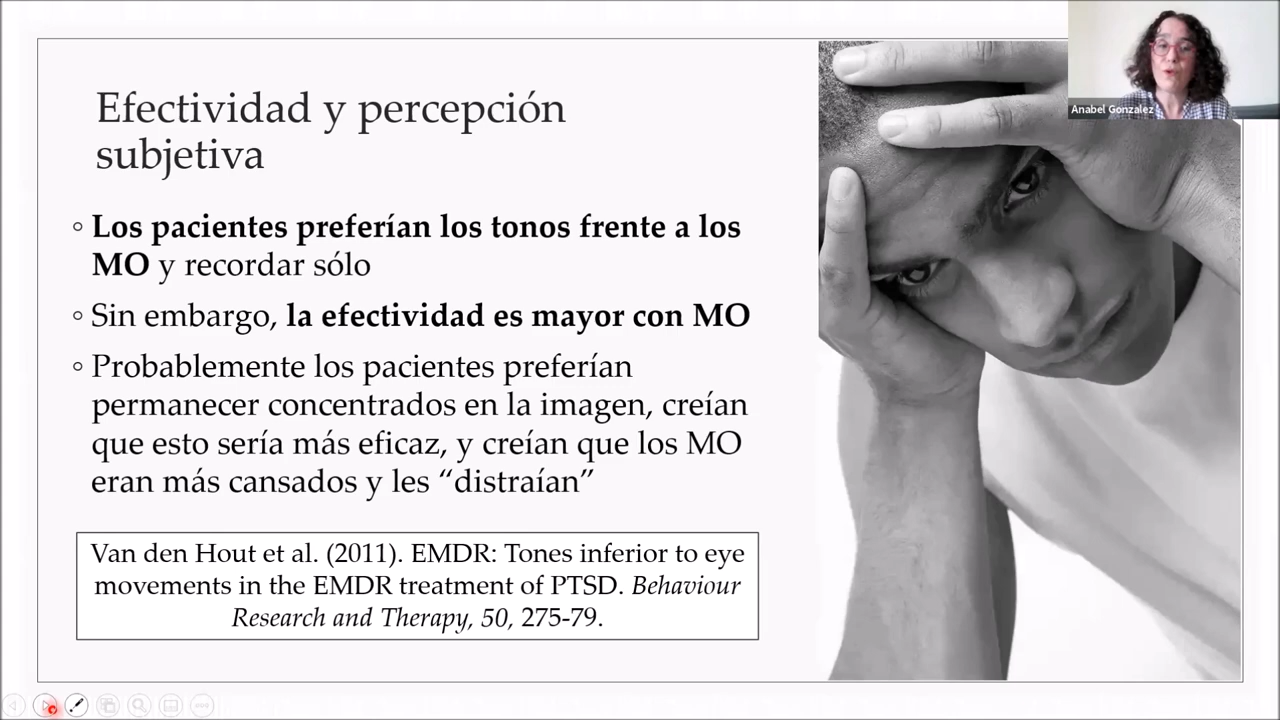 Efectividad y percepción
subjetiva
Los pacientes preferían los tonos frente a los
MO y recordar sólo
Sin embargo, la efectividad es mayor con MO
Probablemente los pacientes preferían
permanecer concentrados en la imagen, creían
que esto sería más eficaz, y creían que los MO
eran más cansados y les “distraían”
Van den Hout et al. (2011). EMDR: Tones inferior to eye
movements in the EMDR treatment of PTSD. Behaviour
Research and Therapy, 50, 275-79.
Anabel Gonzalez